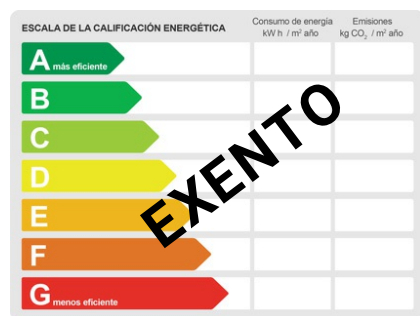 ESCALA DE LA CALIFICACIÓN ENERGÉTICA
Consumo de energía
kW h / m² año
Emisiones
kg CO₂ / m² año
A más eficiente
B
C
D
E
F
G menos eficiente
EXENTO